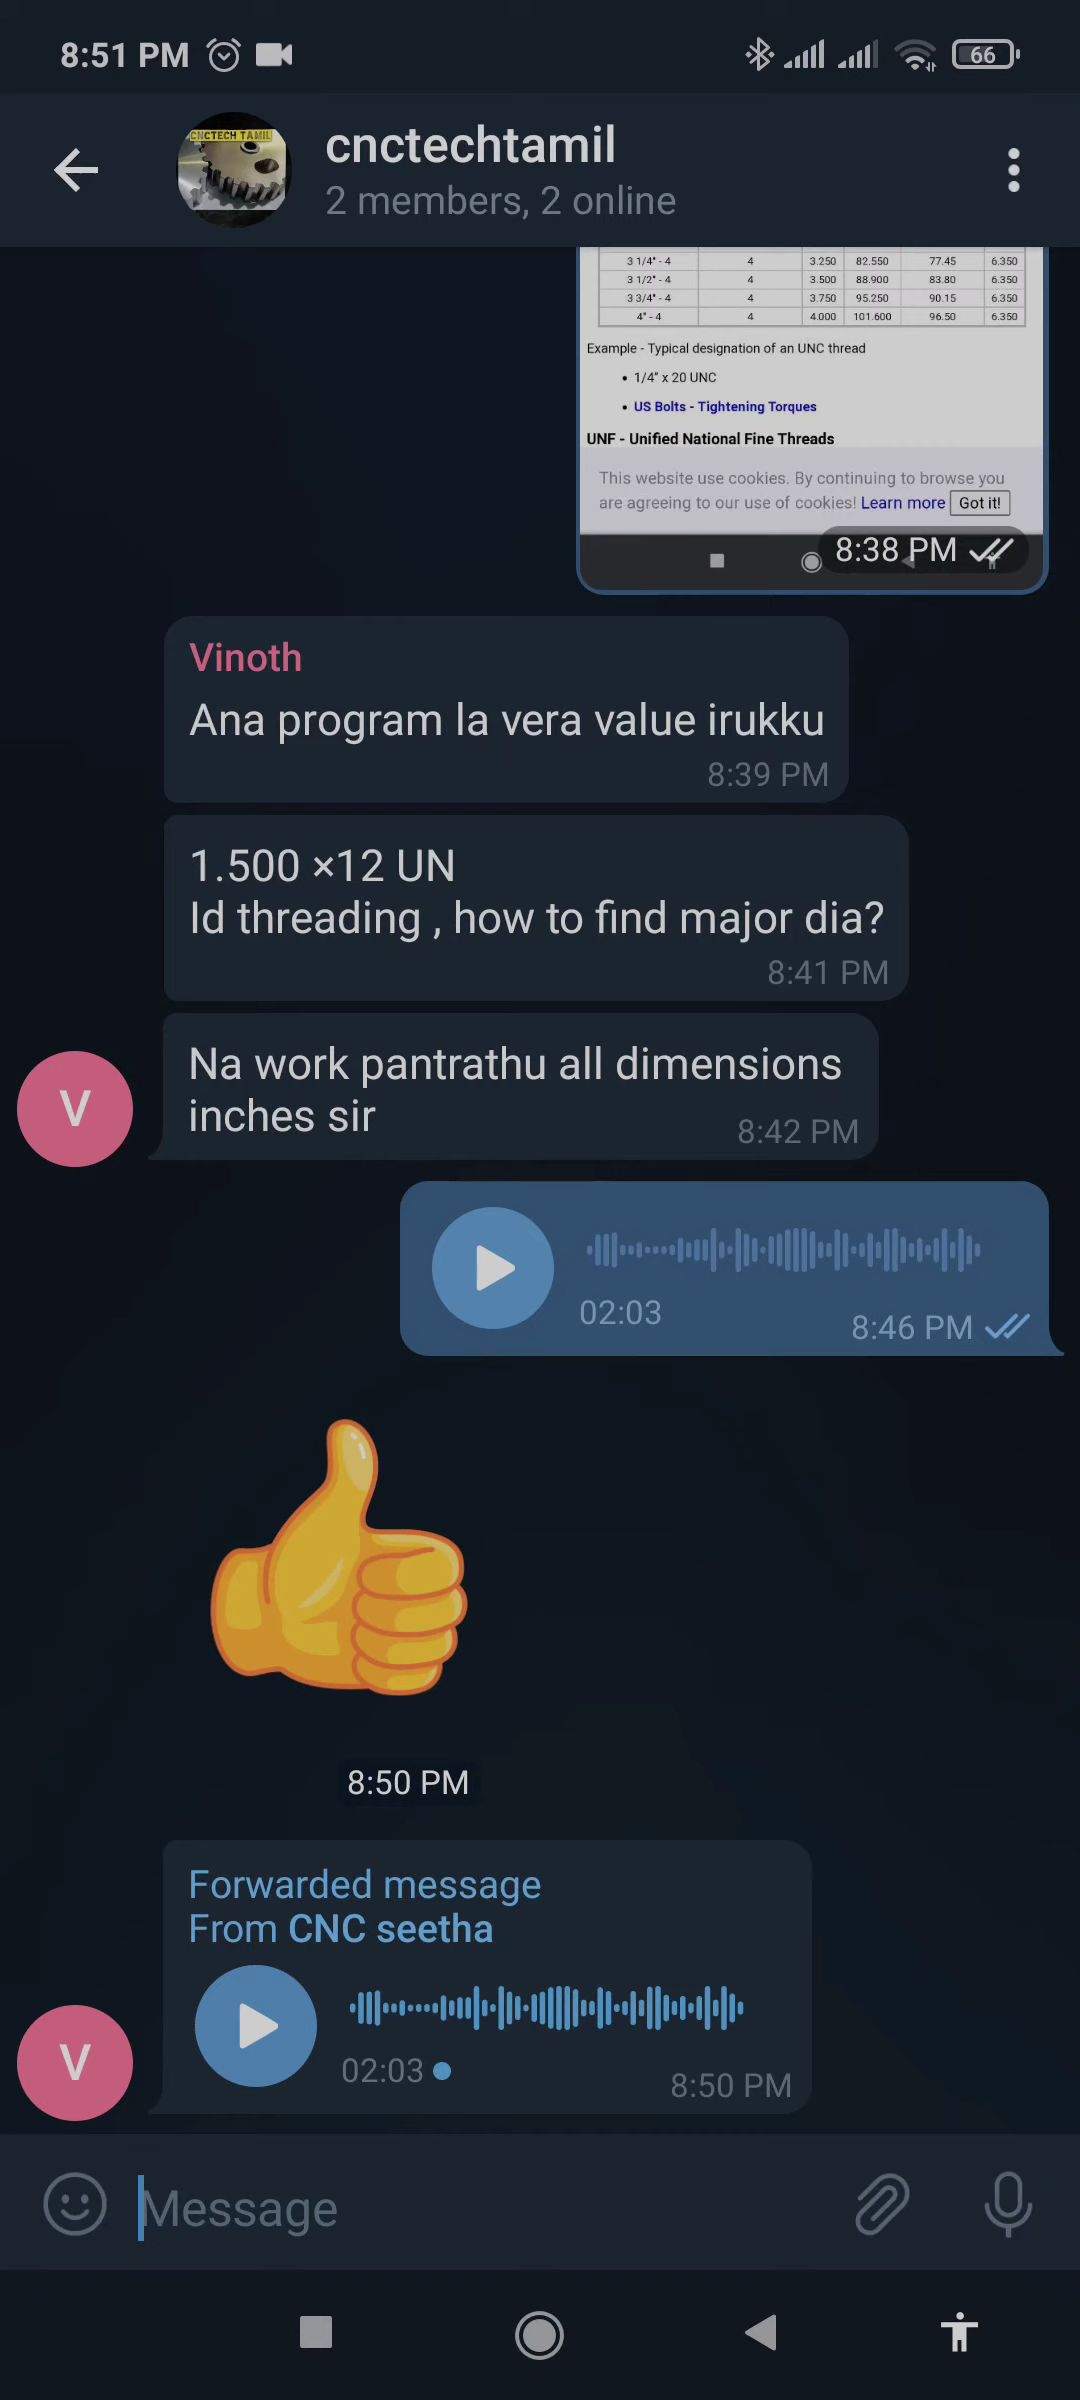 8:51 PM
66
CNCTECH TAMIL
cnctechtamil
2 members, 2 online
3 1/4" - 4 4 3.250 82.550 77.45 6.350
3 1/2" - 4 4 3.500 88.900 83.80 6.350
3 3/4" - 4 4 3.750 95.250 90.15 6.350
4" - 4 4 4.000 101.600 96.50 6.350
Example - Typical designation of an UNC thread
• 1/4" x 20 UNC
• US Bolts - Tightening Torques
UNF - Unified National Fine Threads
This website use cookies. By continuing to browse you
are agreeing to our use of cookies! Learn more Got it!
8:38 PM
Vinoth
Ana program la vera value irukku
8:39 PM
1.500 ×12 UN
Id threading , how to find major dia?
8:41 PM
V
Na work pantrathu all dimensions
inches sir
8:42 PM
02:03
8:46 PM
8:50 PM
Forwarded message
From CNC seetha
V
02:03
8:50 PM
Message